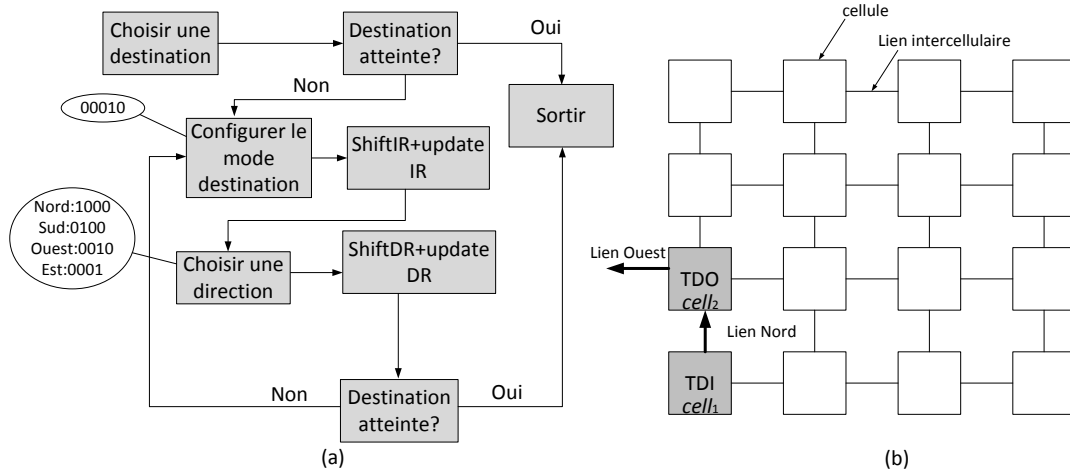 Choisir une
destination
Destination
atteinte?
Oui
Non
00010
Configurer le
mode
destination
ShiftIR+update
IR
Sortir
Nord:1000
Sud:0100
Ouest:0010
Est:0001
Choisir une
direction
ShiftDR+update
DR
Non
Destination
atteinte?
Oui
(a)
cellule
Lien intercellulaire
Lien Ouest
TDO
cell2
Lien Nord
TDI
cell1
(b)